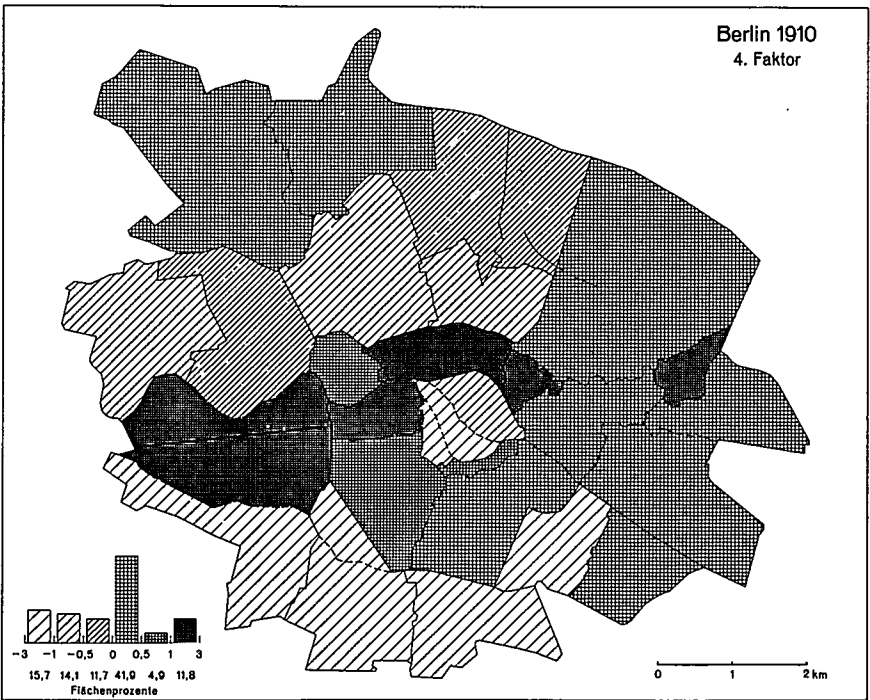 Berlin 1910
4. Faktor
-3 -1 -0,5 0 0,5 1 3
15,7 14,1 11,7 41,9 4,9 11,8
Flächenprozente
0 1 2 km